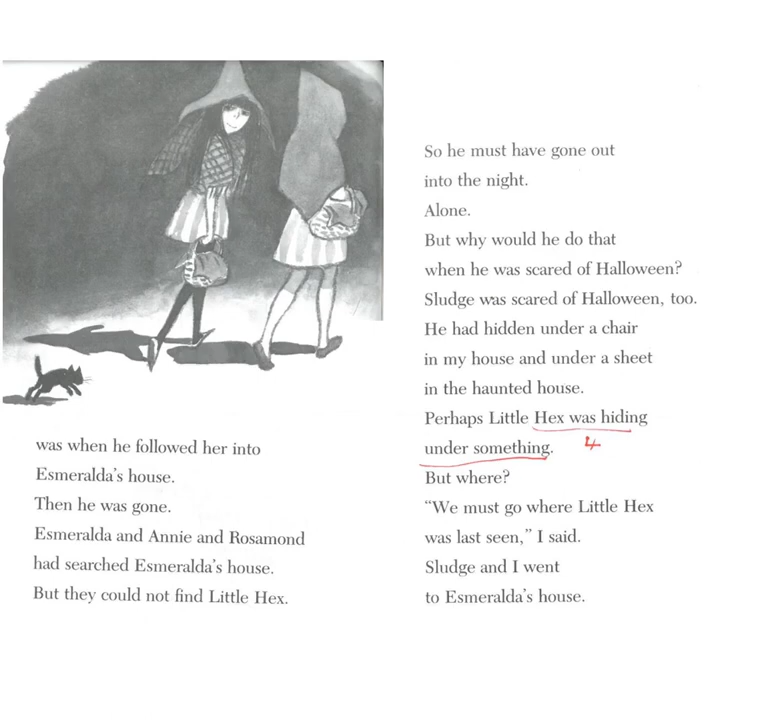 was when he followed her into
Esmeralda's house.
Then he was gone.
Esmeralda and Annie and Rosamond
had searched Esmeralda's house.
But they could not find Little Hex.
So he must have gone out
into the night.
Alone.
But why would he do that
when he was scared of Halloween?
Sludge was scared of Halloween, too.
He had hidden under a chair
in my house and under a sheet
in the haunted house.
Perhaps Little Hex was hiding
under something. 4
But where?
“We must go where Little Hex
was last seen,” I said.
Sludge and I went
to Esmeralda's house.